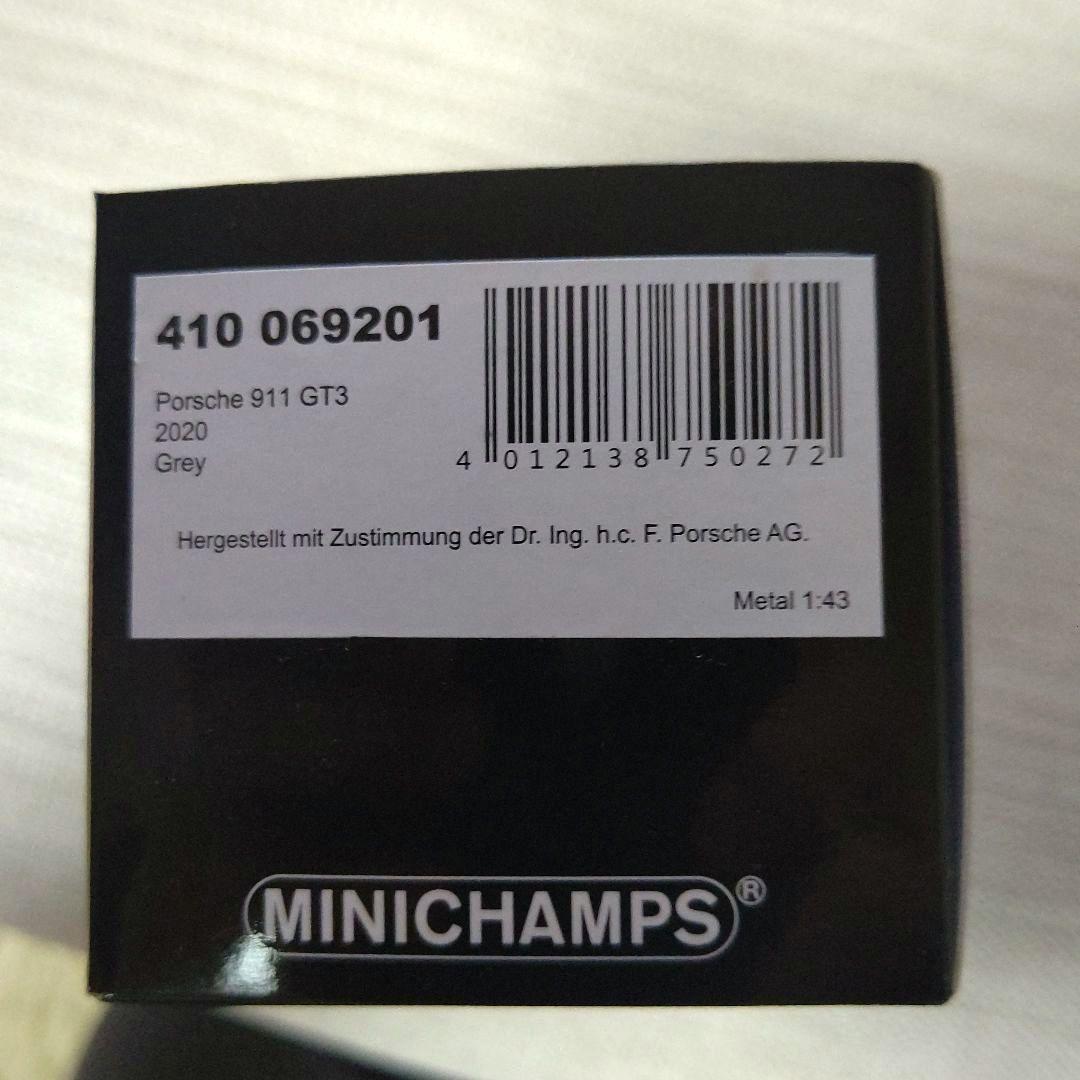 410 069201
Porsche 911 GT3
2020
Grey
4 012138 750272
Hergestellt mit Zustimmung der Dr. Ing. h.c. F. Porsche AG.
Metal 1:43
MINICHAMPS®